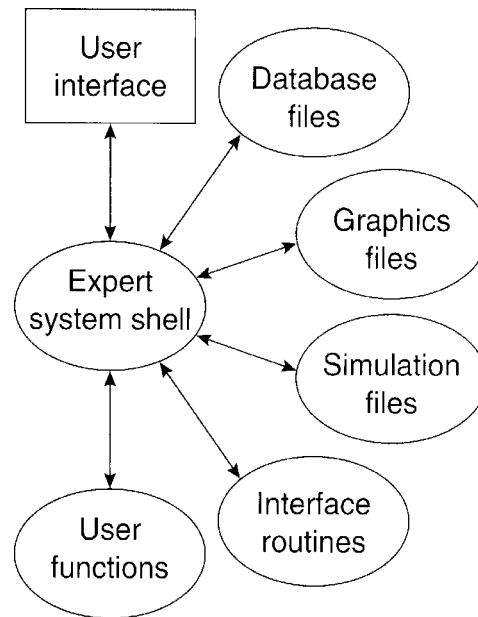 User
interface
Database
files
Graphics
files
Expert
system shell
Simulation
files
Interface
routines
User
functions